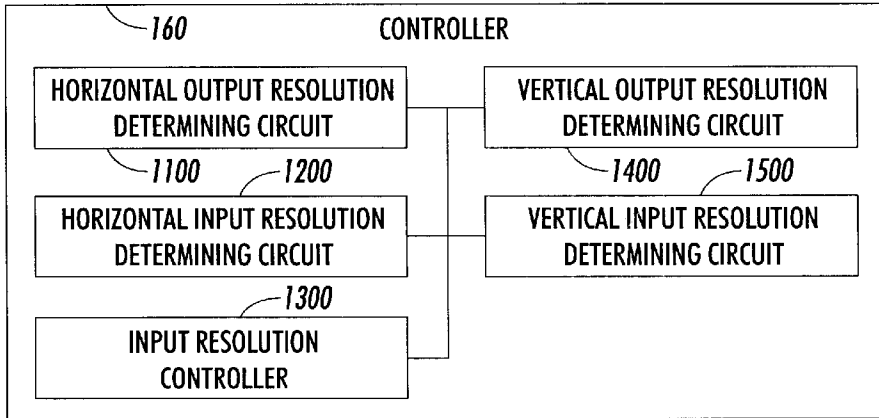 160
CONTROLLER
HORIZONTAL OUTPUT RESOLUTION
DETERMINING CIRCUIT
1100
VERTICAL OUTPUT RESOLUTION
DETERMINING CIRCUIT
1400
1200
HORIZONTAL INPUT RESOLUTION
DETERMINING CIRCUIT
1500
VERTICAL INPUT RESOLUTION
DETERMINING CIRCUIT
1300
INPUT RESOLUTION
CONTROLLER